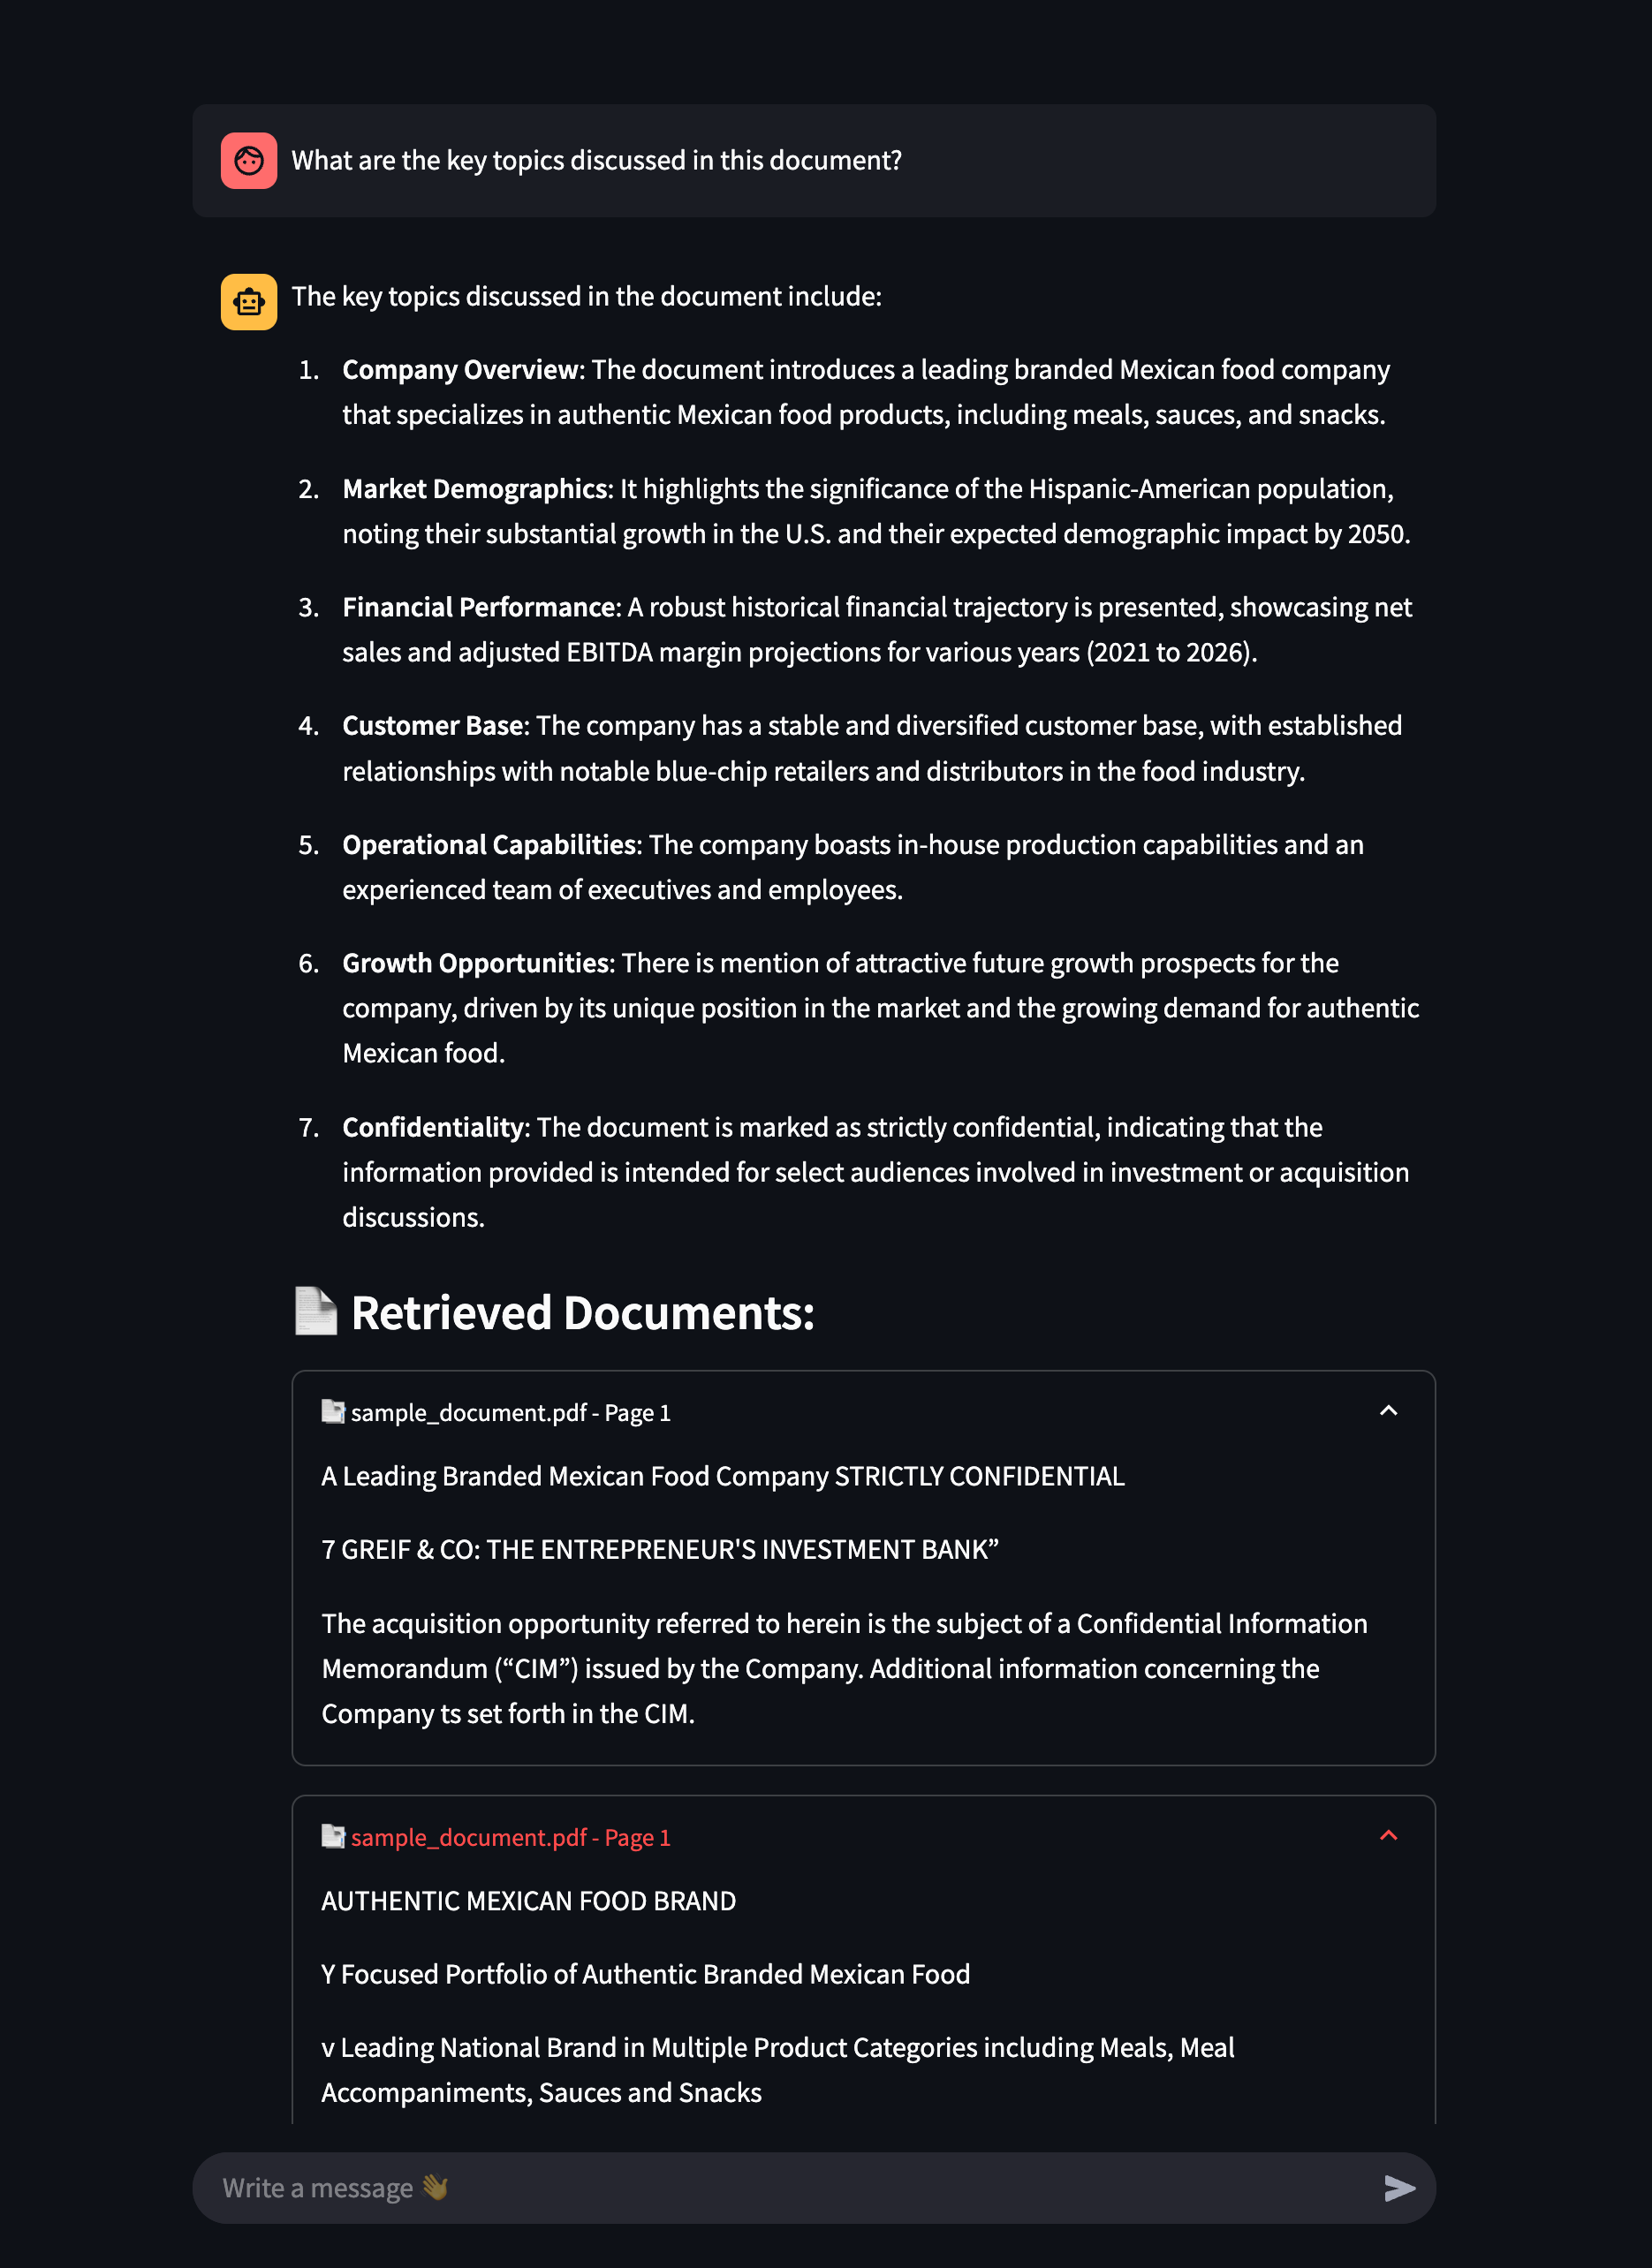 What are the key topics discussed in this document?
The key topics discussed in the document include:
1. Company Overview: The document introduces a leading branded Mexican food company
that specializes in authentic Mexican food products, including meals, sauces, and snacks.
2. Market Demographics: It highlights the significance of the Hispanic-American population,
noting their substantial growth in the U.S. and their expected demographic impact by 2050.
3. Financial Performance: A robust historical financial trajectory is presented, showcasing net
sales and adjusted EBITDA margin projections for various years (2021 to 2026).
4. Customer Base: The company has a stable and diversified customer base, with established
relationships with notable blue-chip retailers and distributors in the food industry.
5. Operational Capabilities: The company boasts in-house production capabilities and an
experienced team of executives and employees.
6. Growth Opportunities: There is mention of attractive future growth prospects for the
company, driven by its unique position in the market and the growing demand for authentic
Mexican food.
7. Confidentiality: The document is marked as strictly confidential, indicating that the
information provided is intended for select audiences involved in investment or acquisition
discussions.
Retrieved Documents:
sample_document.pdf - Page 1
A Leading Branded Mexican Food Company STRICTLY CONFIDENTIAL
7 GREIF & CO: THE ENTREPRENEUR'S INVESTMENT BANK”
The acquisition opportunity referred to herein is the subject of a Confidential Information
Memorandum (“CIM”) issued by the Company. Additional information concerning the
Company ts set forth in the CIM.
sample_document.pdf - Page 1
AUTHENTIC MEXICAN FOOD BRAND
Y Focused Portfolio of Authentic Branded Mexican Food
v Leading National Brand in Multiple Product Categories including Meals, Meal
Accompaniments, Sauces and Snacks
Write a message 👋